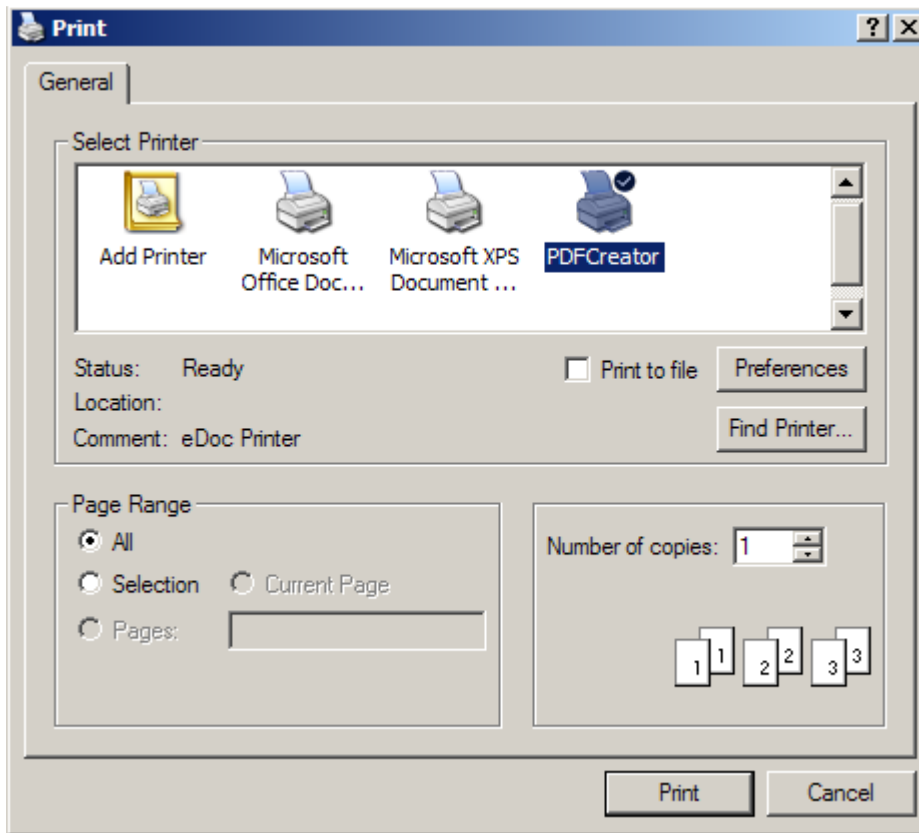 Print
General
Select Printer
Add Printer
Microsoft
Office Doc...
Microsoft XPS
Document ...
PDFCreator
Status: Ready
Print to file
Preferences
Location:
Comment: eDoc Printer
Find Printer...
Page Range
All
Selection
Current Page
Pages:
Number of copies: 1
1 1 2 2 3 3
Print
Cancel